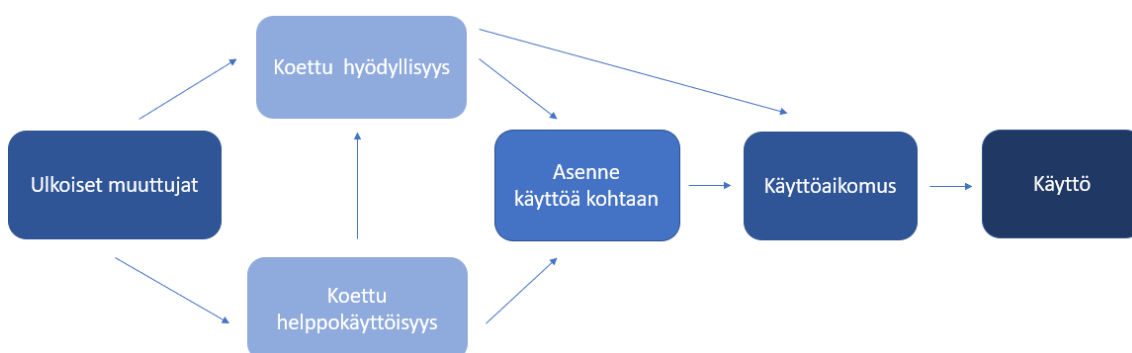 Koettu hyödyllisyys
Ulkoiset muuttujat
Asenne
käyttöä kohtaan
Käyttöaikomus
Käyttö
Koettu
helppokäyttöisyys